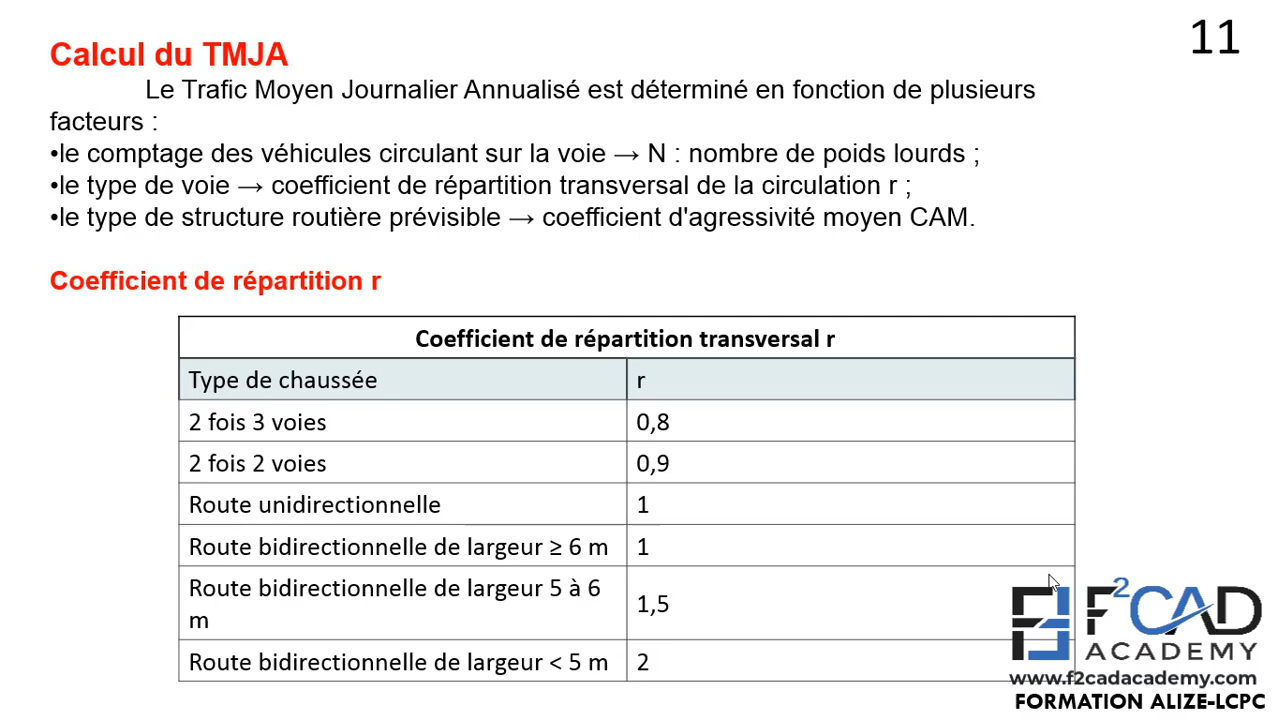 11
Calcul du TMJA
Le Trafic Moyen Journalier Annualisé est déterminé en fonction de plusieurs
facteurs :
•le comptage des véhicules circulant sur la voie → N : nombre de poids lourds ;
•le type de voie → coefficient de répartition transversal de la circulation r ;
•le type de structure routière prévisible → coefficient d'agressivité moyen CAM.
Coefficient de répartition r
Coefficient de répartition transversal r
Type de chaussée r
2 fois 3 voies 0,8
2 fois 2 voies 0,9
Route unidirectionnelle 1
Route bidirectionnelle de largeur ≥ 6 m 1
Route bidirectionnelle de largeur 5 à 6
m 1,5
Route bidirectionnelle de largeur < 5 m 2
F²CAD
ACADEMY
www.f2cadacademy.com
FORMATION ALIZE-LCPC